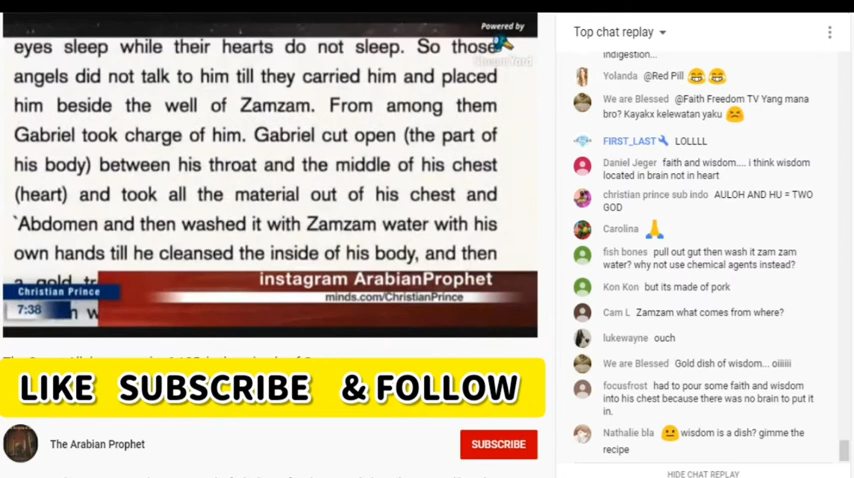 Powered by
eyes sleep while their hearts do not sleep. So those
angels did not talk to him till they carried him and placed
him beside the well of Zamzam. From among them
Gabriel took charge of him. Gabriel cut open (the part of
his body) between his throat and the middle of his chest
(heart) and took all the material out of his chest and
`Abdomen and then washed it with Zamzam water with his
own hands till he cleansed the inside of his body, and then
a gold
instagram ArabianProphet
Christian Prince
minds.com/ChristianPrince
7:38
LIKE SUBSCRIBE & FOLLOW
The Arabian Prophet
SUBSCRIBE
Top chat replay
indigestion...
Yolanda @Red Pill 😂😂
We are Blessed @Faith Freedom TV Yang mana
bro? Kayakx kelewatan yaku 😣
FIRST_LAST LOLLLL
Daniel Jeger faith and wisdom.... i think wisdom
located in brain not in heart
christian prince sub indo AULOH AND HU = TWO
GOD
Carolina 🙏
fish bones pull out gut then wash it zam zam
water? why not use chemical agents instead?
Kon Kon but its made of pork
Cam L Zamzam what comes from where?
lukewayne ouch
We are Blessed Gold dish of wisdom... oiiiiii
focusfrost had to pour some faith and wisdom
into his chest because there was no brain to put it
in.
Nathalie bla 😐 wisdom is a dish? gimme the
recipe
HIDE CHAT REPLAY